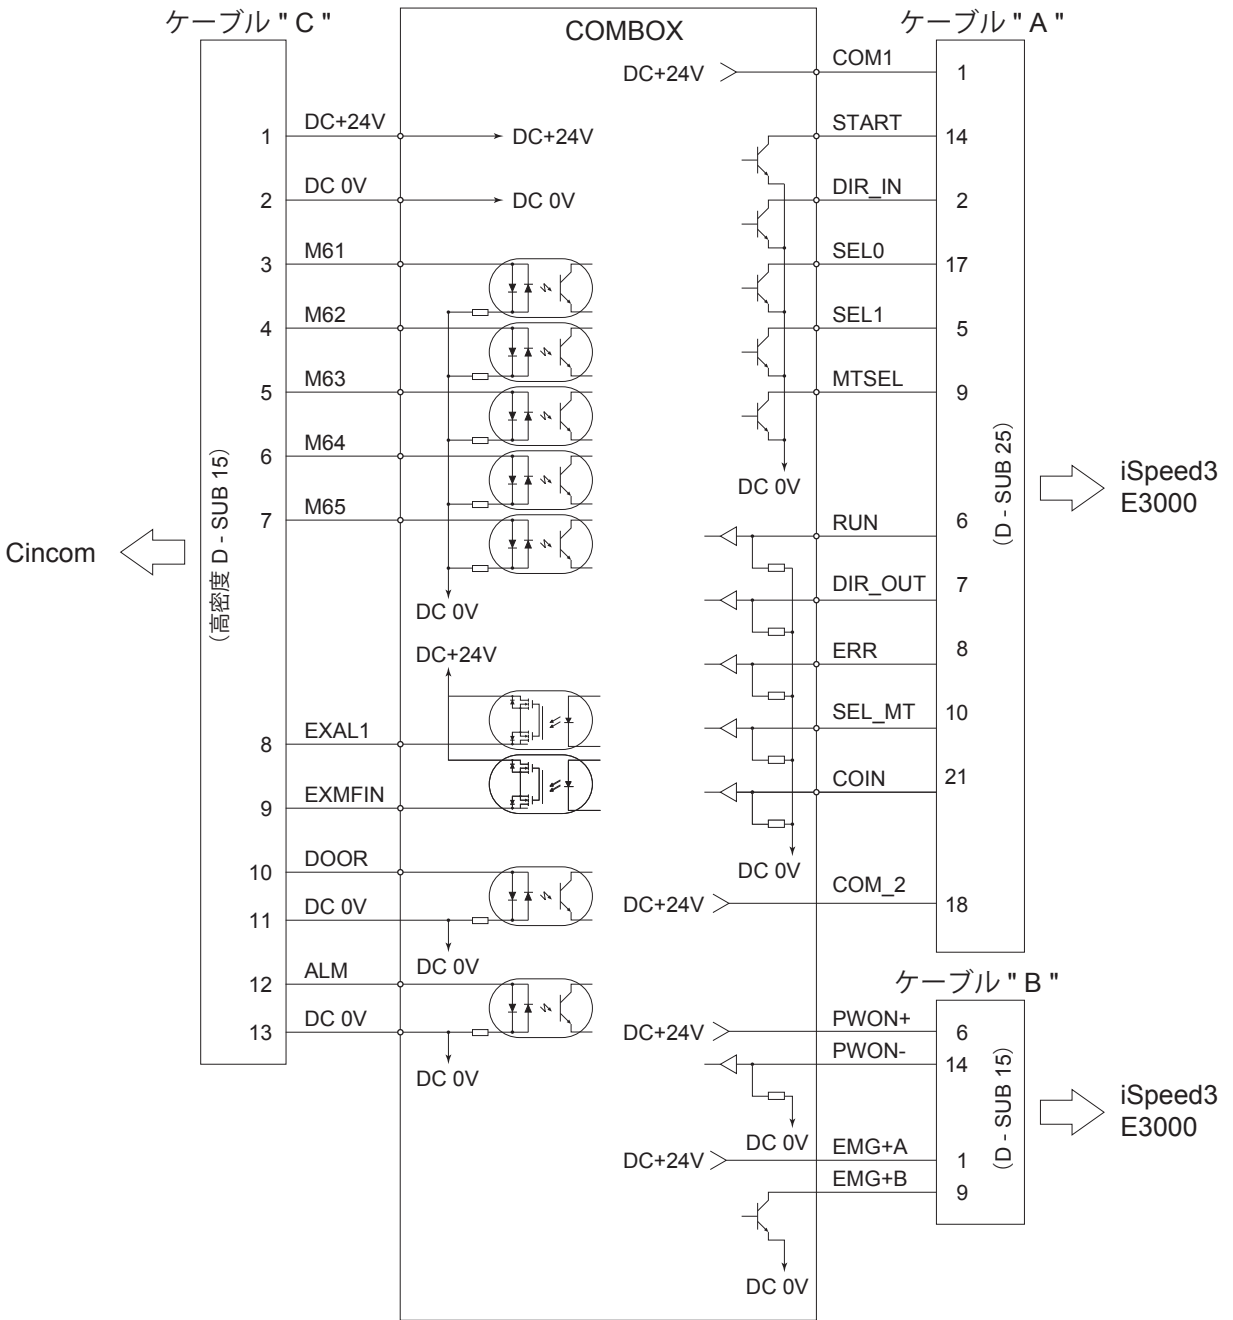 ケーブル " C "
COMBOX
ケーブル " A "
DC+24V
COM1
1
1
DC+24V
DC+24V
START
14
2
DC 0V
DC 0V
DIR_IN
2
3
M61
SEL0
17
4
M62
SEL1
5
5
M63
MTSEL
9
6
M64
DC 0V
7
M65
RUN
6
(高密度 D - SUB 15)
(D - SUB 25)
Cincom
iSpeed3
E3000
DC 0V
DIR_OUT
7
DC+24V
ERR
8
8
EXAL1
SEL_MT
10
9
EXMFIN
COIN
21
10
DOOR
DC 0V
11
DC 0V
DC+24V
COM_2
18
DC 0V
12
ALM
ケーブル " B "
13
DC 0V
DC+24V
PWON+
6
PWON-
14
DC 0V
(D - SUB 15)
iSpeed3
E3000
DC 0V
DC+24V
EMG+A
1
EMG+B
9
DC 0V